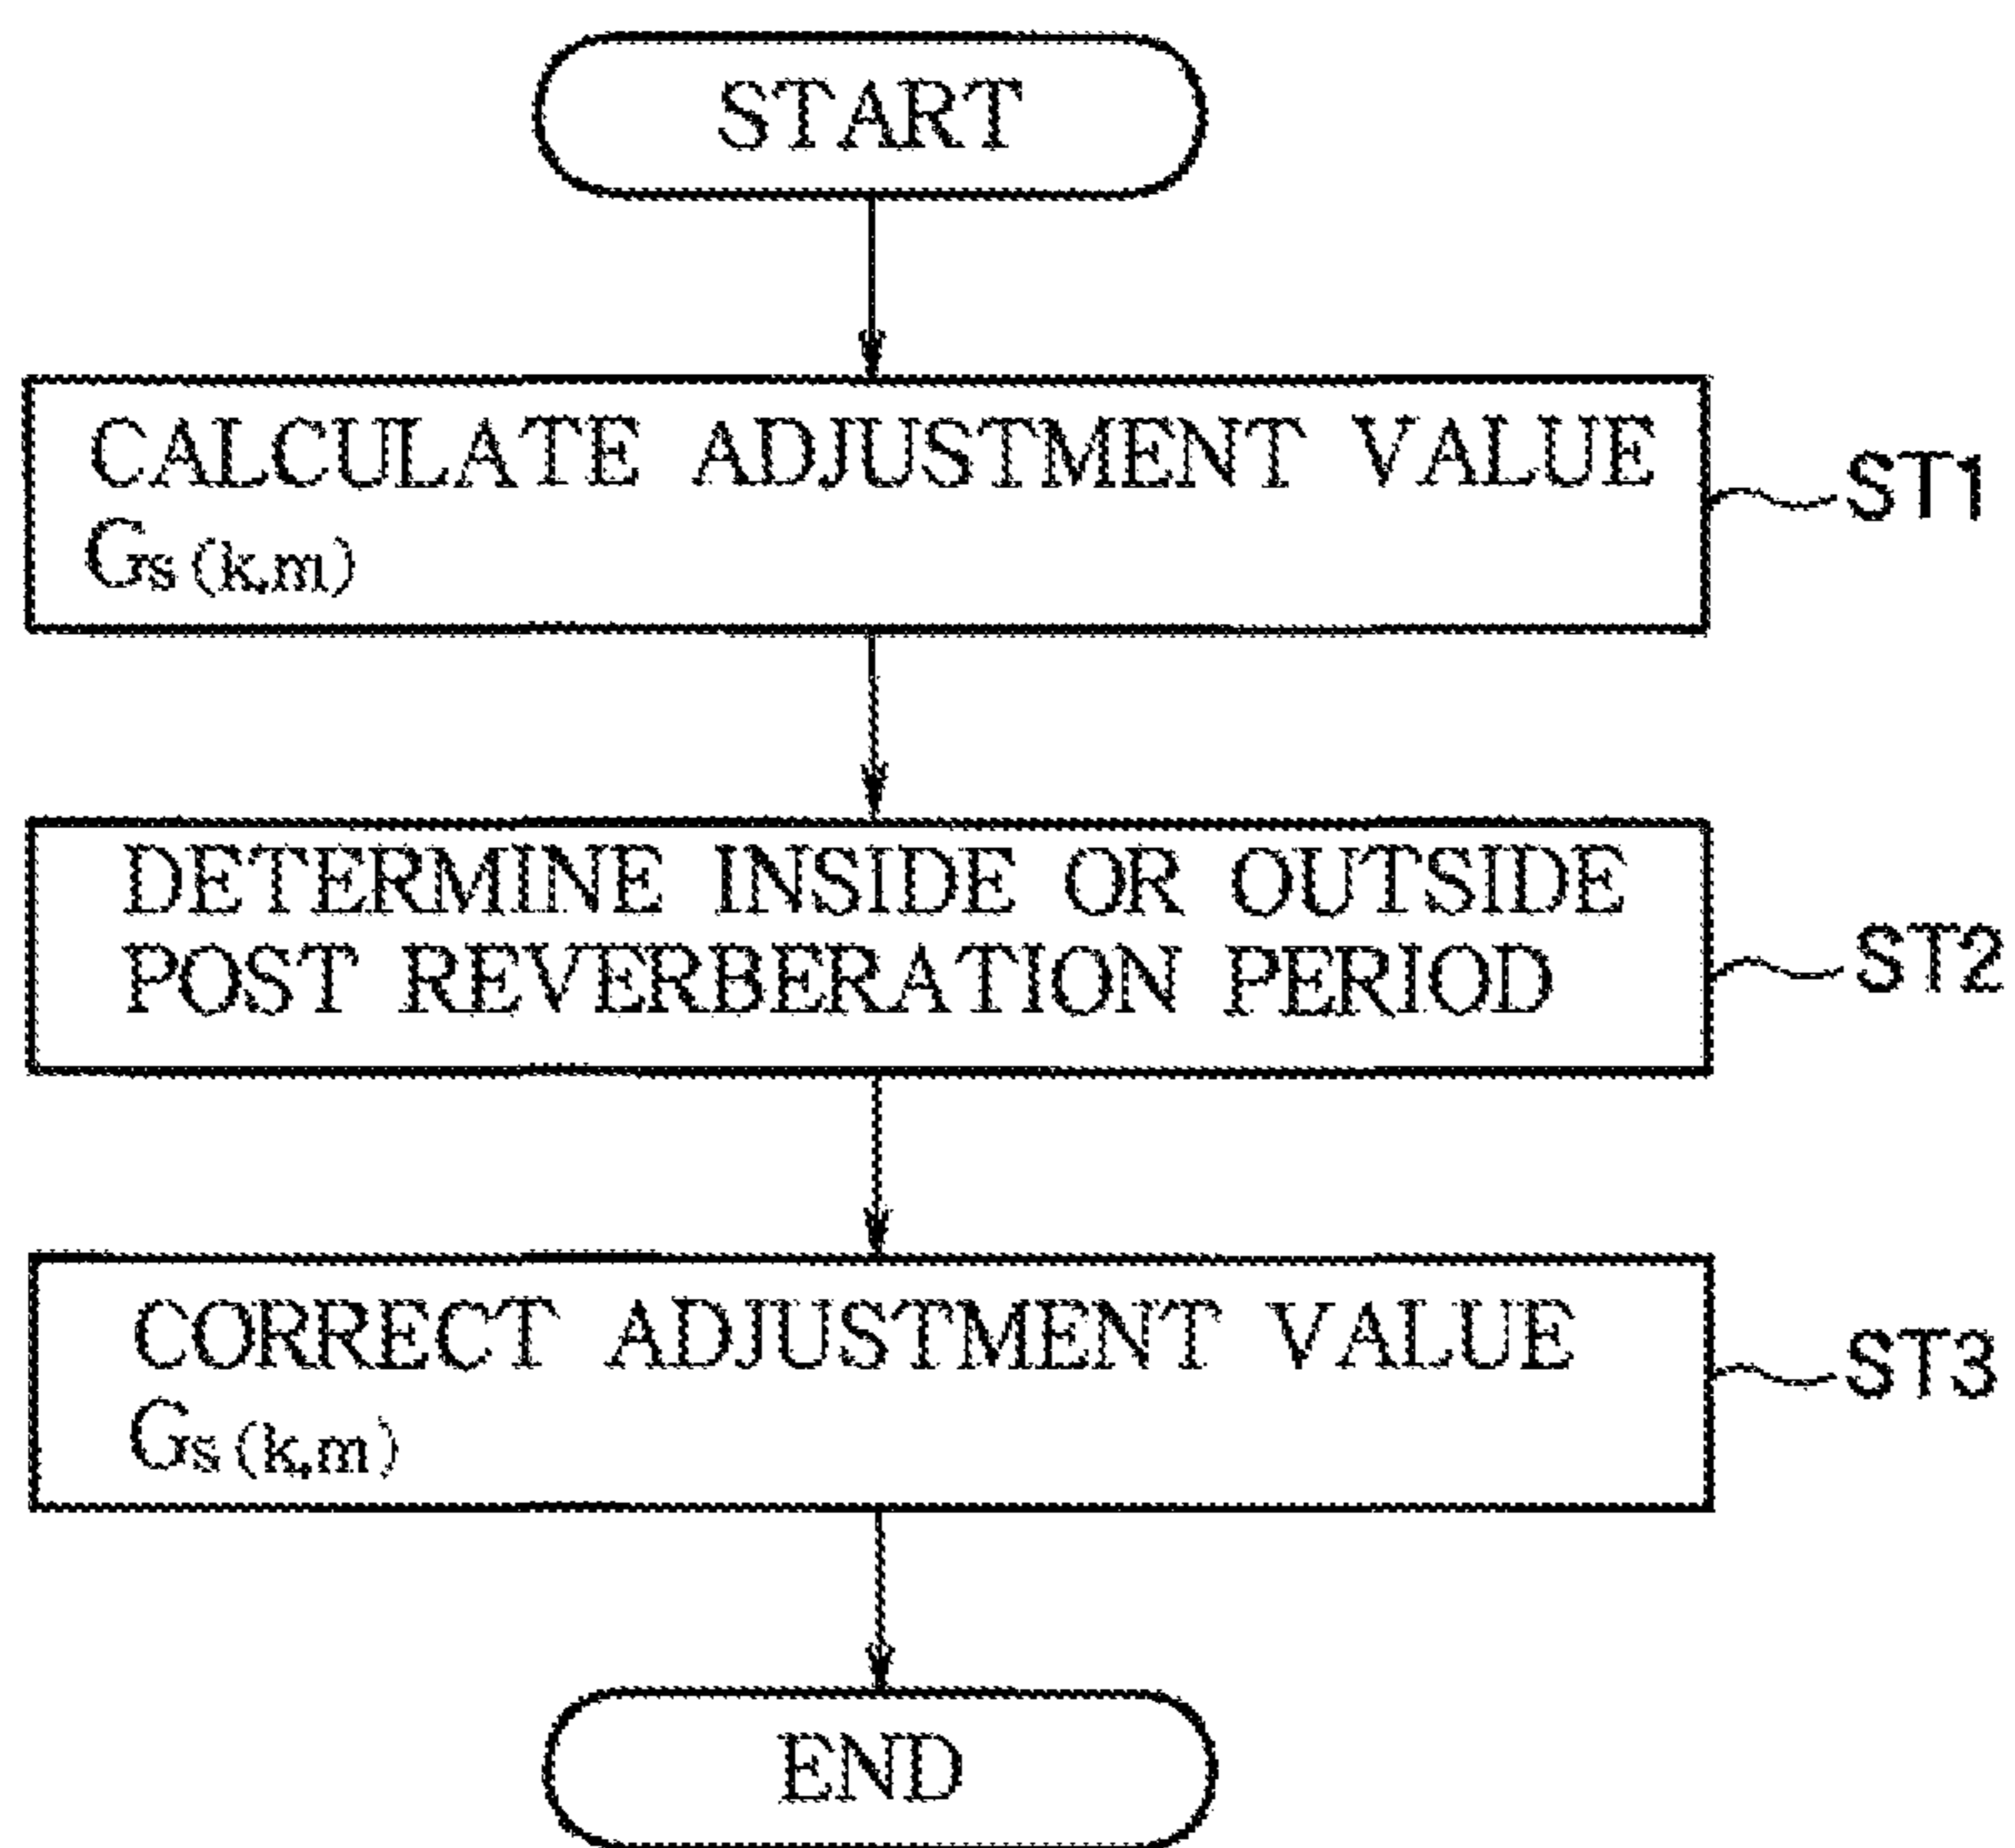 START
CALCULATE ADJUSTMENT VALUE
Gs(k,m)
ST1
DETERMINE INSIDE OR OUTSIDE
POST REVERBERATION PERIOD
ST2
CORRECT ADJUSTMENT VALUE
Gs(k,m)
ST3
END